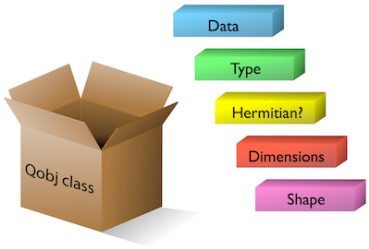 Data
Type
Hermitian?
Dimensions
Shape
Qobj class